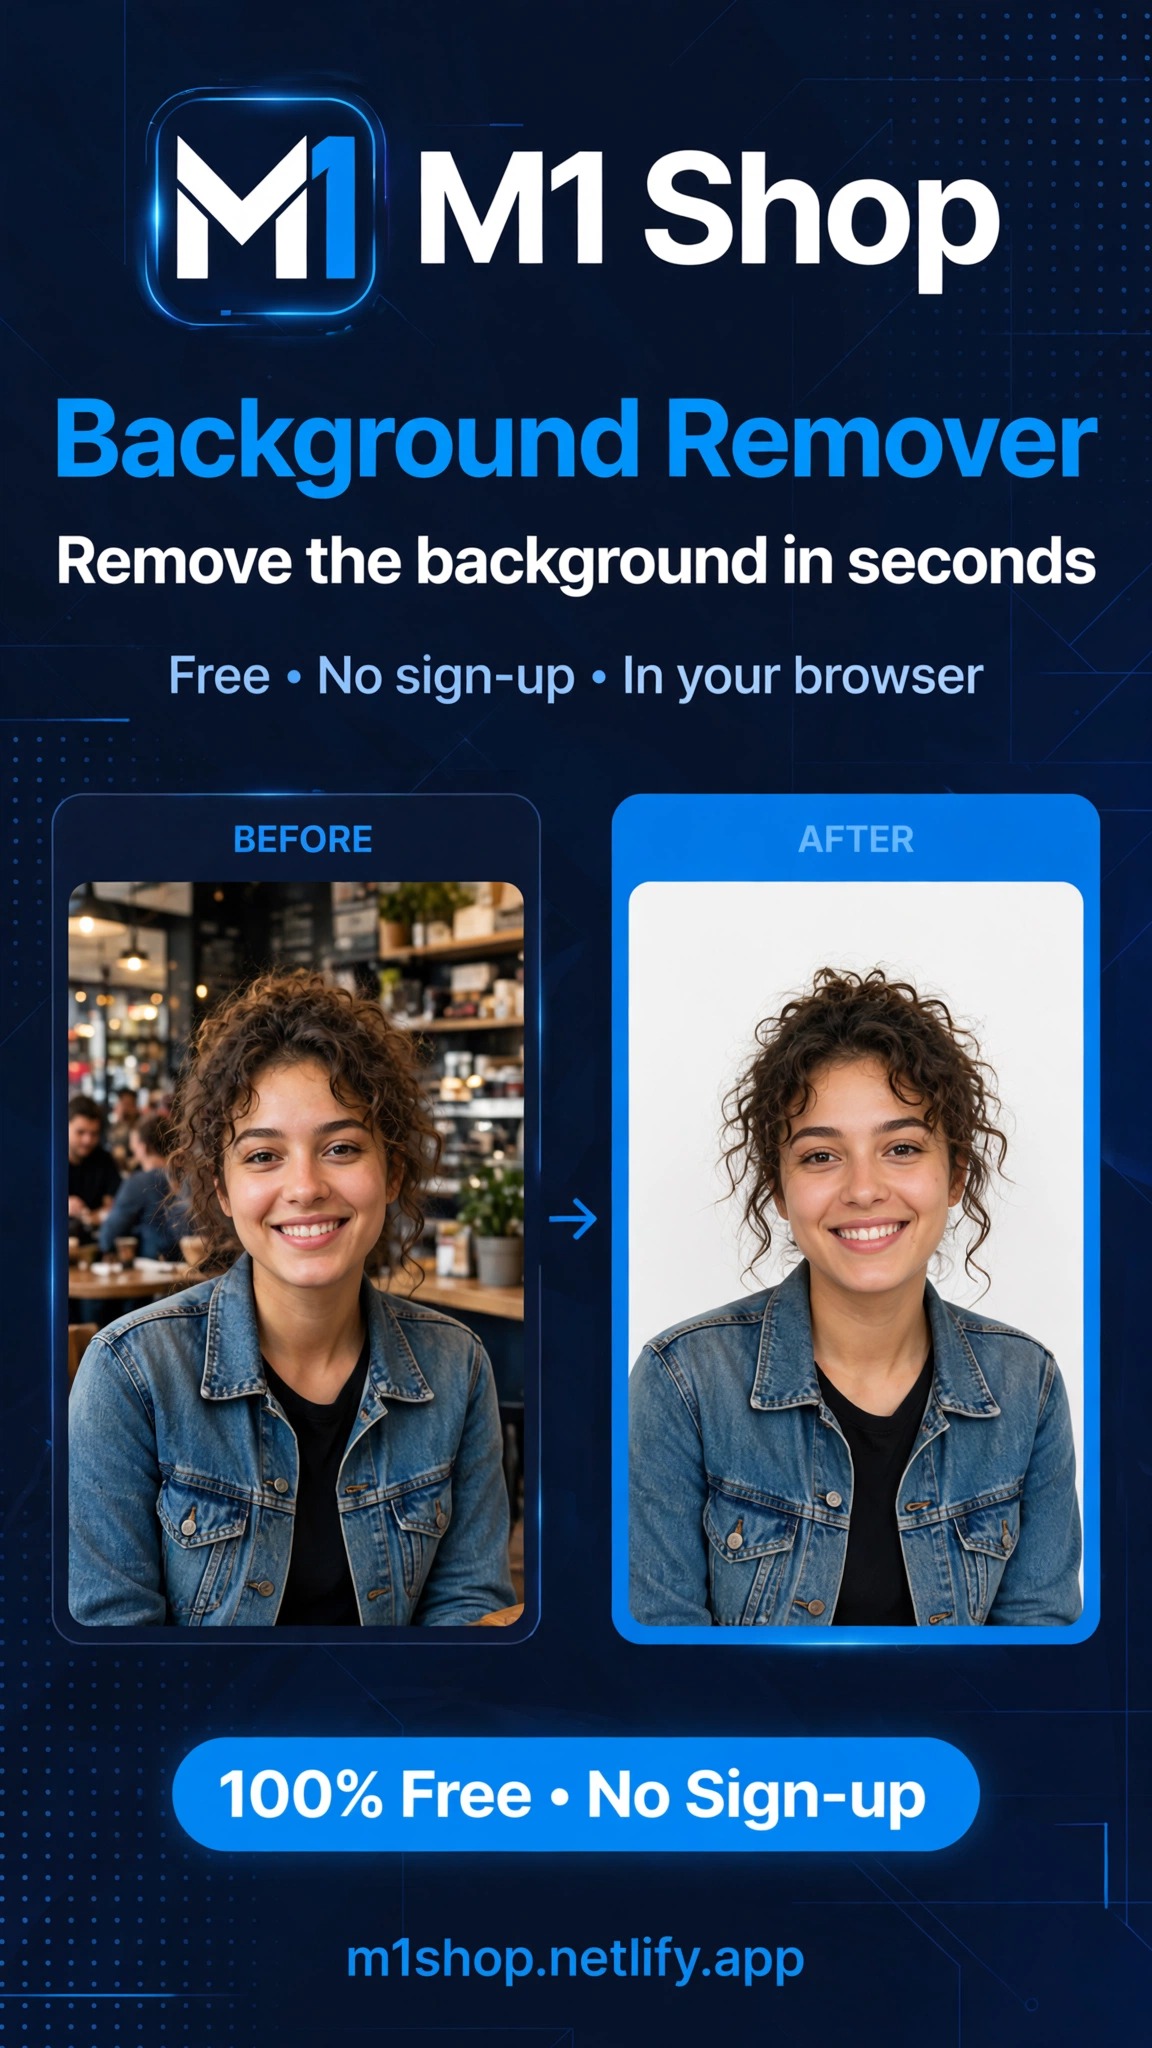 M1 M1 Shop
Background Remover
Remove the background in seconds
Free • No sign-up • In your browser
BEFORE
AFTER
→
100% Free • No Sign-up
m1shop.netlify.app